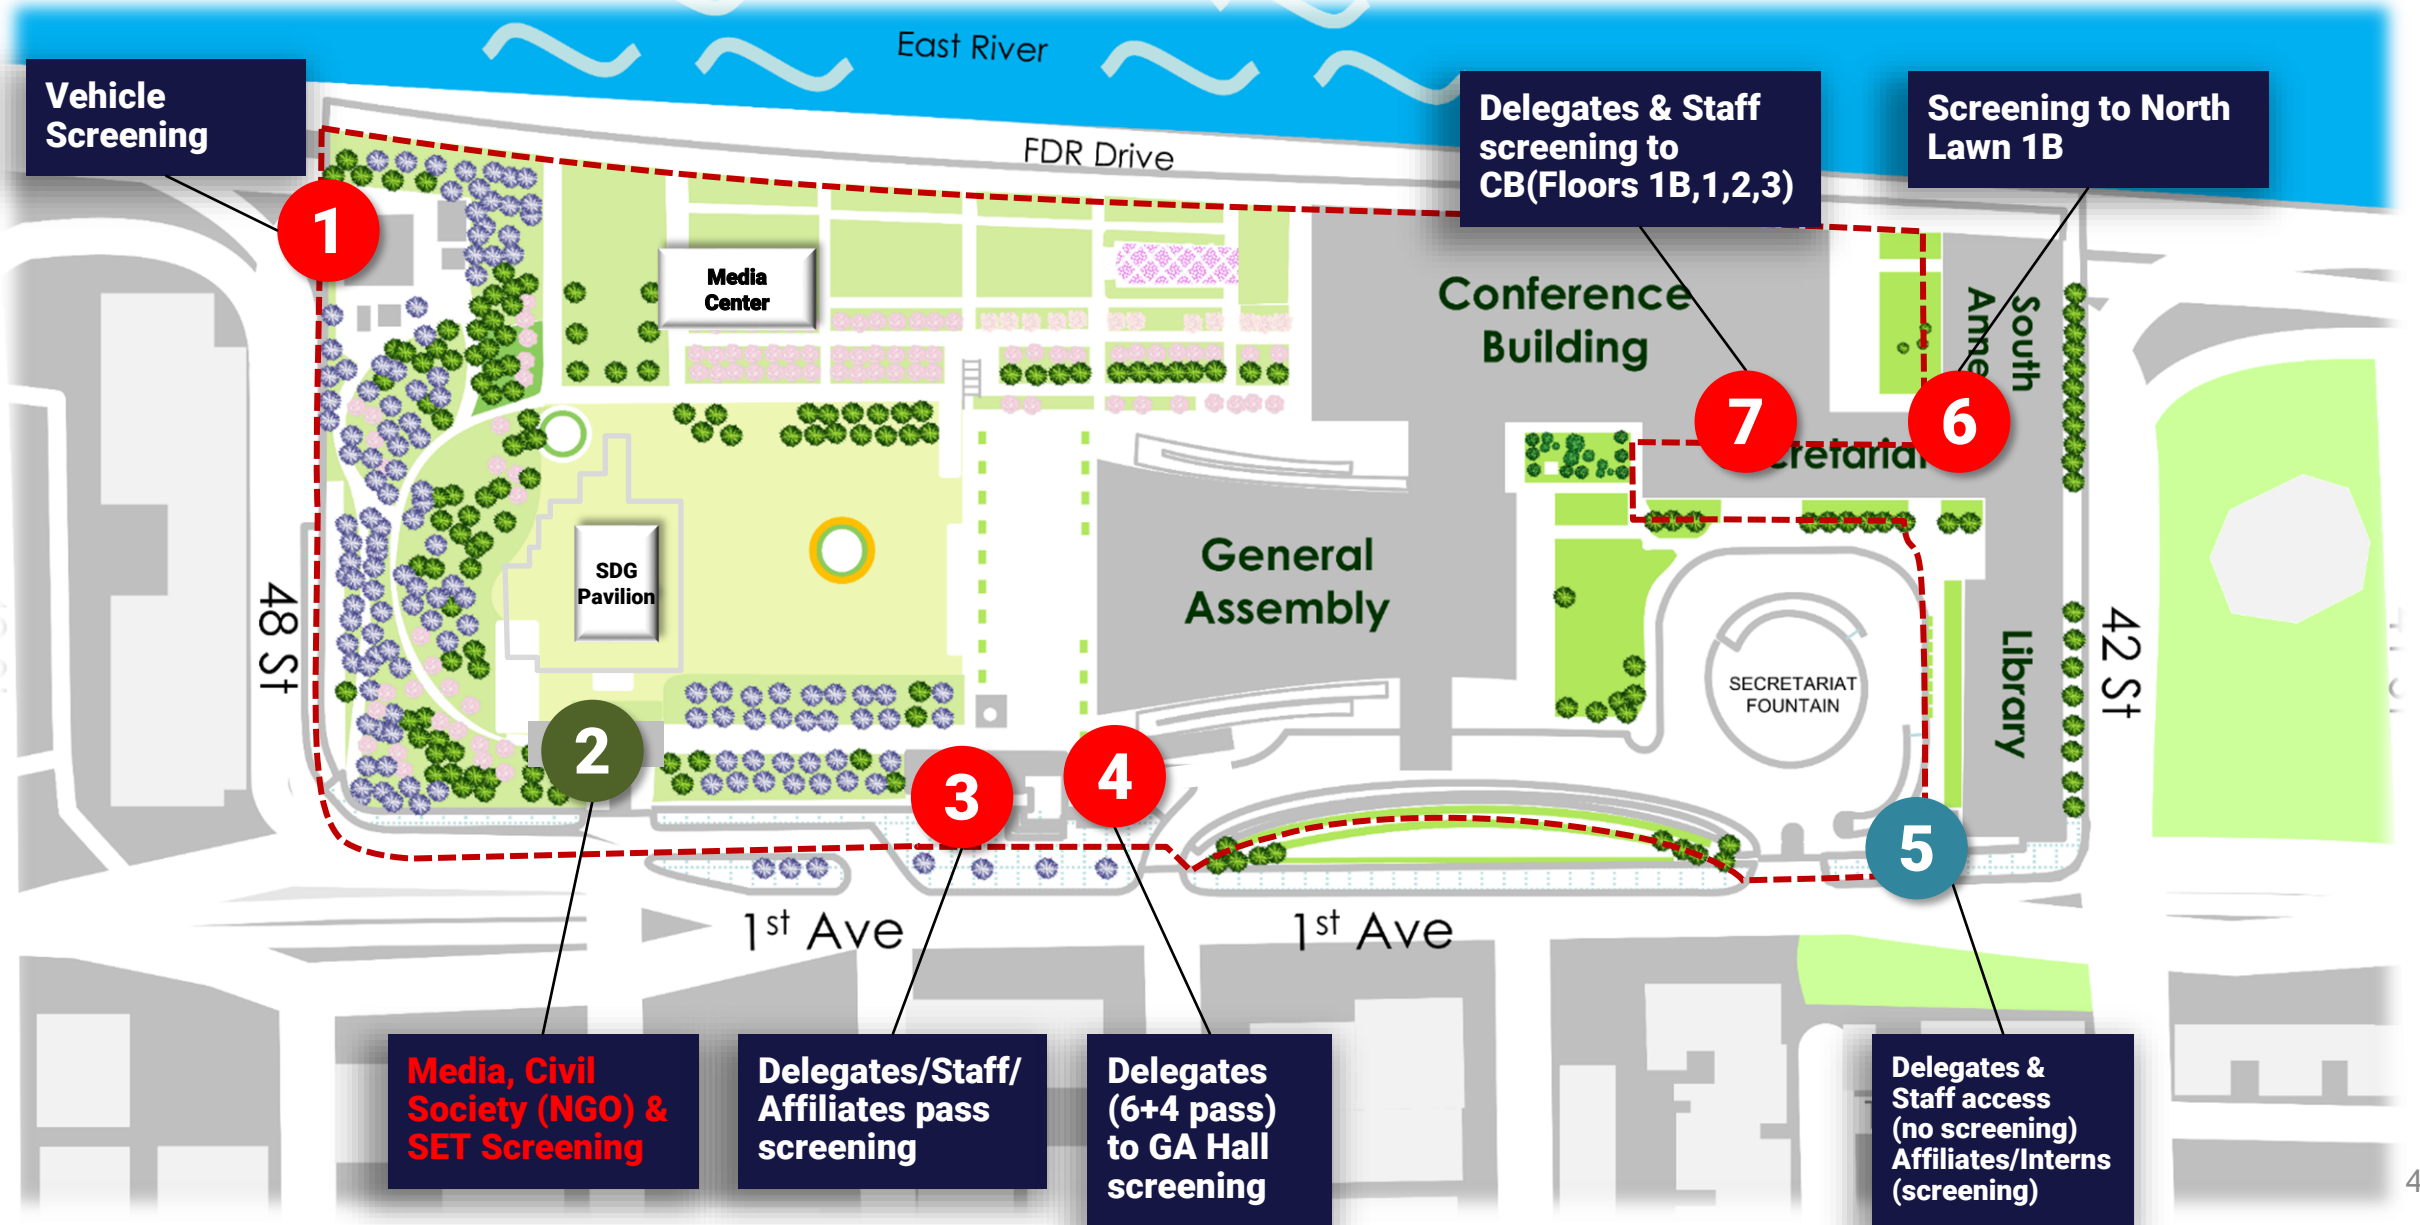 East River
Vehicle
Screening
Delegates & Staff
screening to
CB(Floors 1B,1,2,3)
Screening to North
Lawn 1B
FDR Drive
1
Media
Center
Conference
Building
South
Anne
7
6
cretaria
General
Assembly
SDG
Pavilion
48 St
42 St
Library
SECRETARIAT
FOUNTAIN
2
3
4
5
1st Ave
1st Ave
Media, Civil
Society (NGO) &
SET Screening
Delegates/Staff/
Affiliates pass
screening
Delegates
(6+4 pass)
to GA Hall
screening
Delegates &
Staff access
(no screening)
Affiliates/Interns
(screening)
4